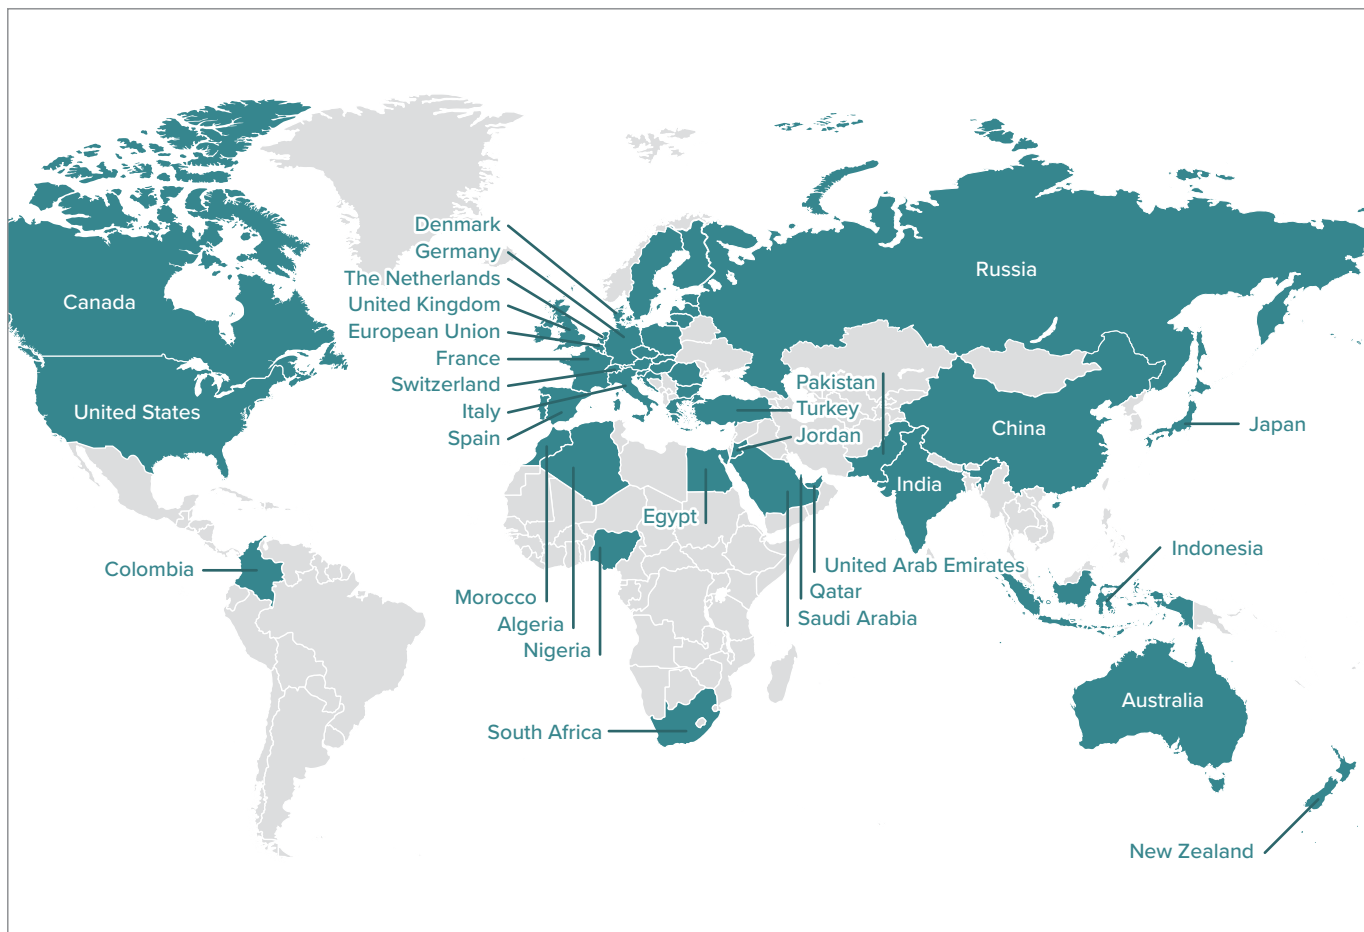 Denmark
Germany
The Netherlands
United Kingdom
European Union
France
Switzerland
Italy
Spain
Canada
United States
Russia
Pakistan
Turkey
Jordan
China
Japan
India
Egypt
Colombia
Indonesia
United Arab Emirates
Qatar
Saudi Arabia
Morocco
Algeria
Nigeria
Australia
South Africa
New Zealand